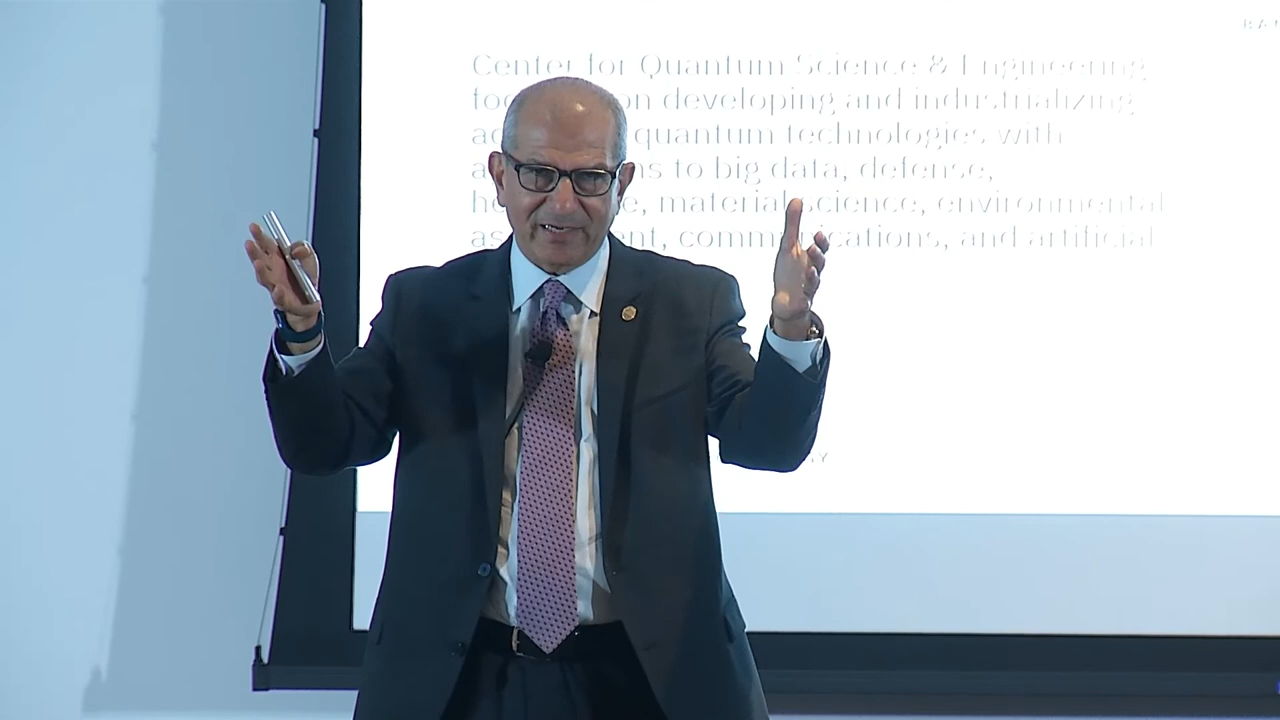 Center for Quantum Science & Engineering
on developing and industrializing
quantum technologies with
to big data, defense,
material science, environmental
and artificial